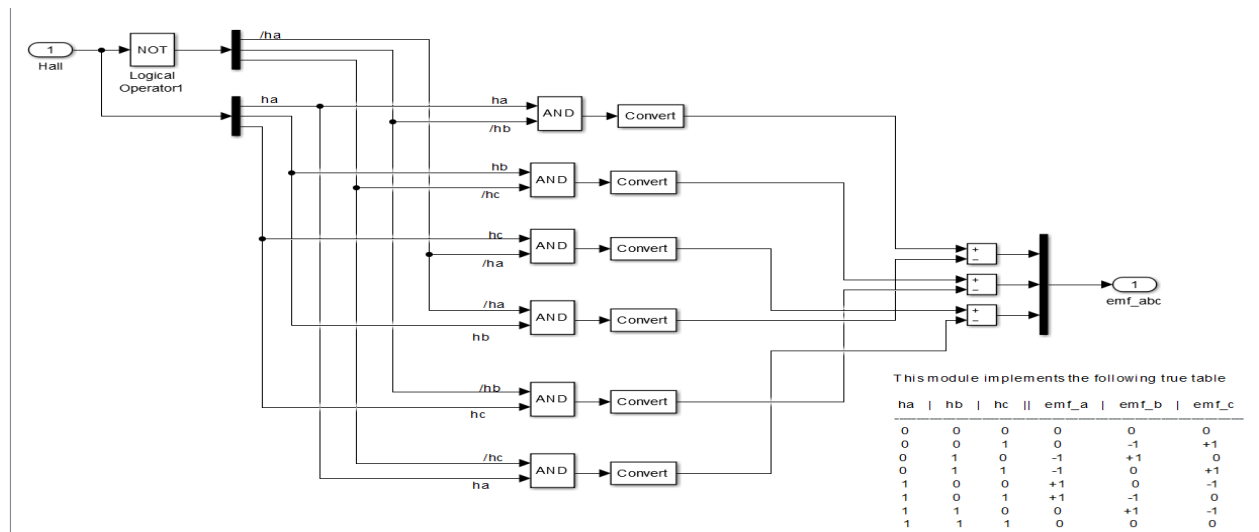 1
Hall
NOT
Logical
Operator1
/ha
ha
ha
/hb
AND
Convert
hb
/hc
AND
Convert
hc
/ha
AND
Convert
/ha
hb
AND
Convert
/hb
hc
AND
Convert
/hc
ha
AND
Convert
+
−
+
−
+
−
1
emf_abc
This module implements the following true table
ha | hb | hc || emf_a | emf_b | emf_c
0 0 0 0 0 0
0 0 1 0 -1 +1
0 1 0 -1 +1 0
0 1 1 -1 0 +1
1 0 0 +1 0 -1
1 0 1 +1 -1 0
1 1 0 0 +1 -1
1 1 1 0 0 0